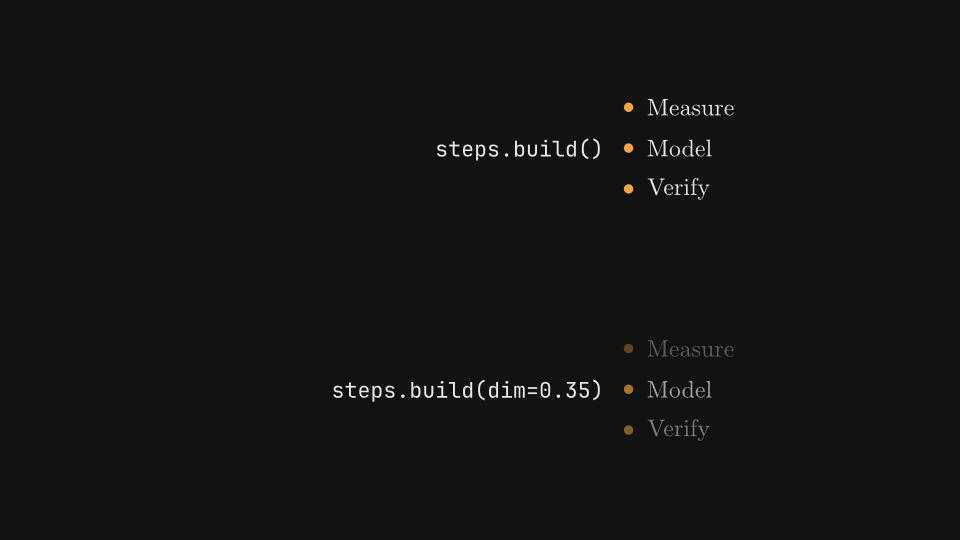 Measure
steps.build() Model
Verify
Measure
steps.build(dim=0.35) Model
Verify